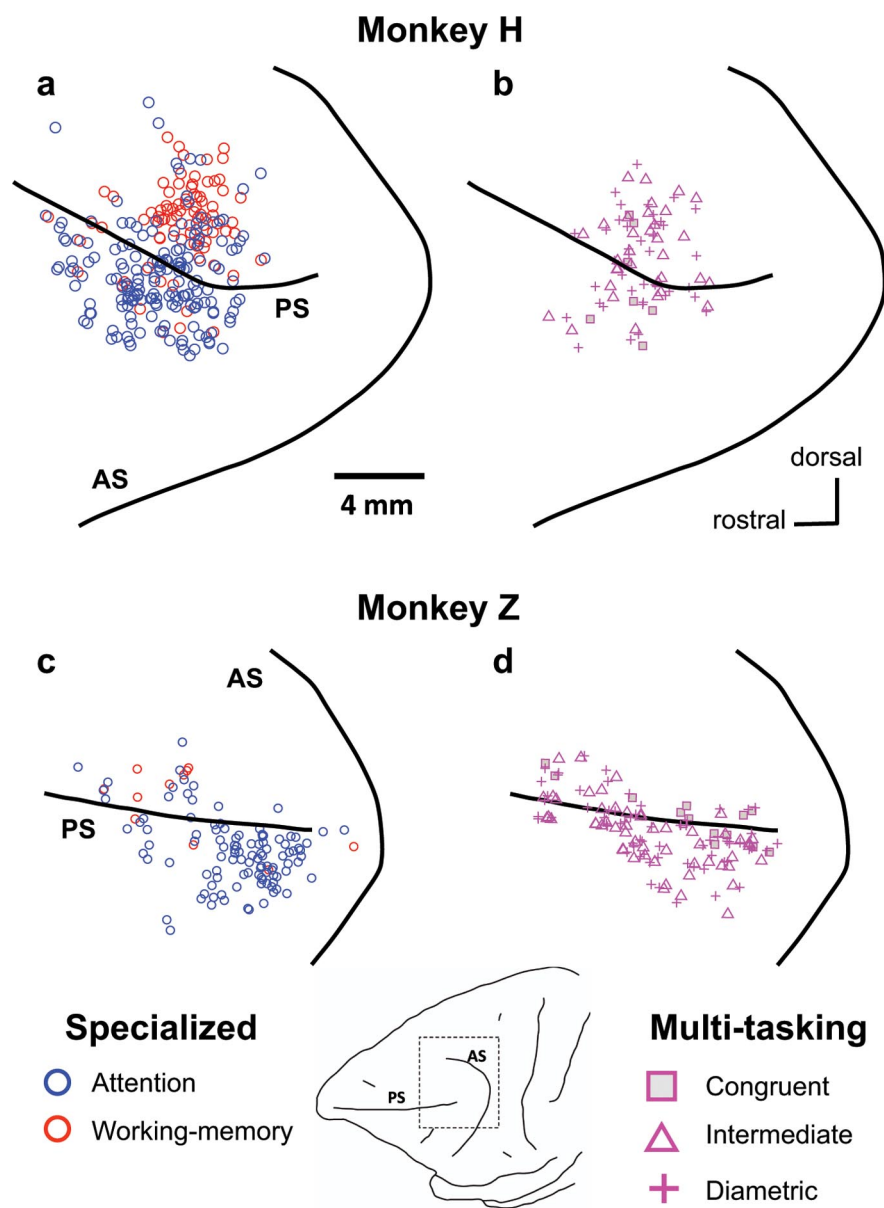 Monkey H
a
b
PS
AS
4 mm
dorsal
rostral
Monkey Z
c
AS
d
PS
Specialized
Attention
Working-memory
AS
PS
Multi-tasking
Congruent
Intermediate
Diametric